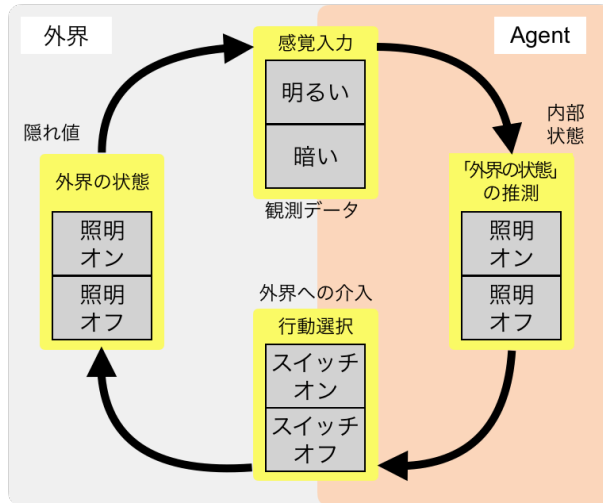 外界
Agent
感覚入力
明るい
暗い
観測データ
隠れ値
外界の状態
照明
オン
照明
オフ
内部
状態
「外界の状態」
の推測
照明
オン
照明
オフ
外界への介入
行動選択
スイッチ
オン
スイッチ
オフ